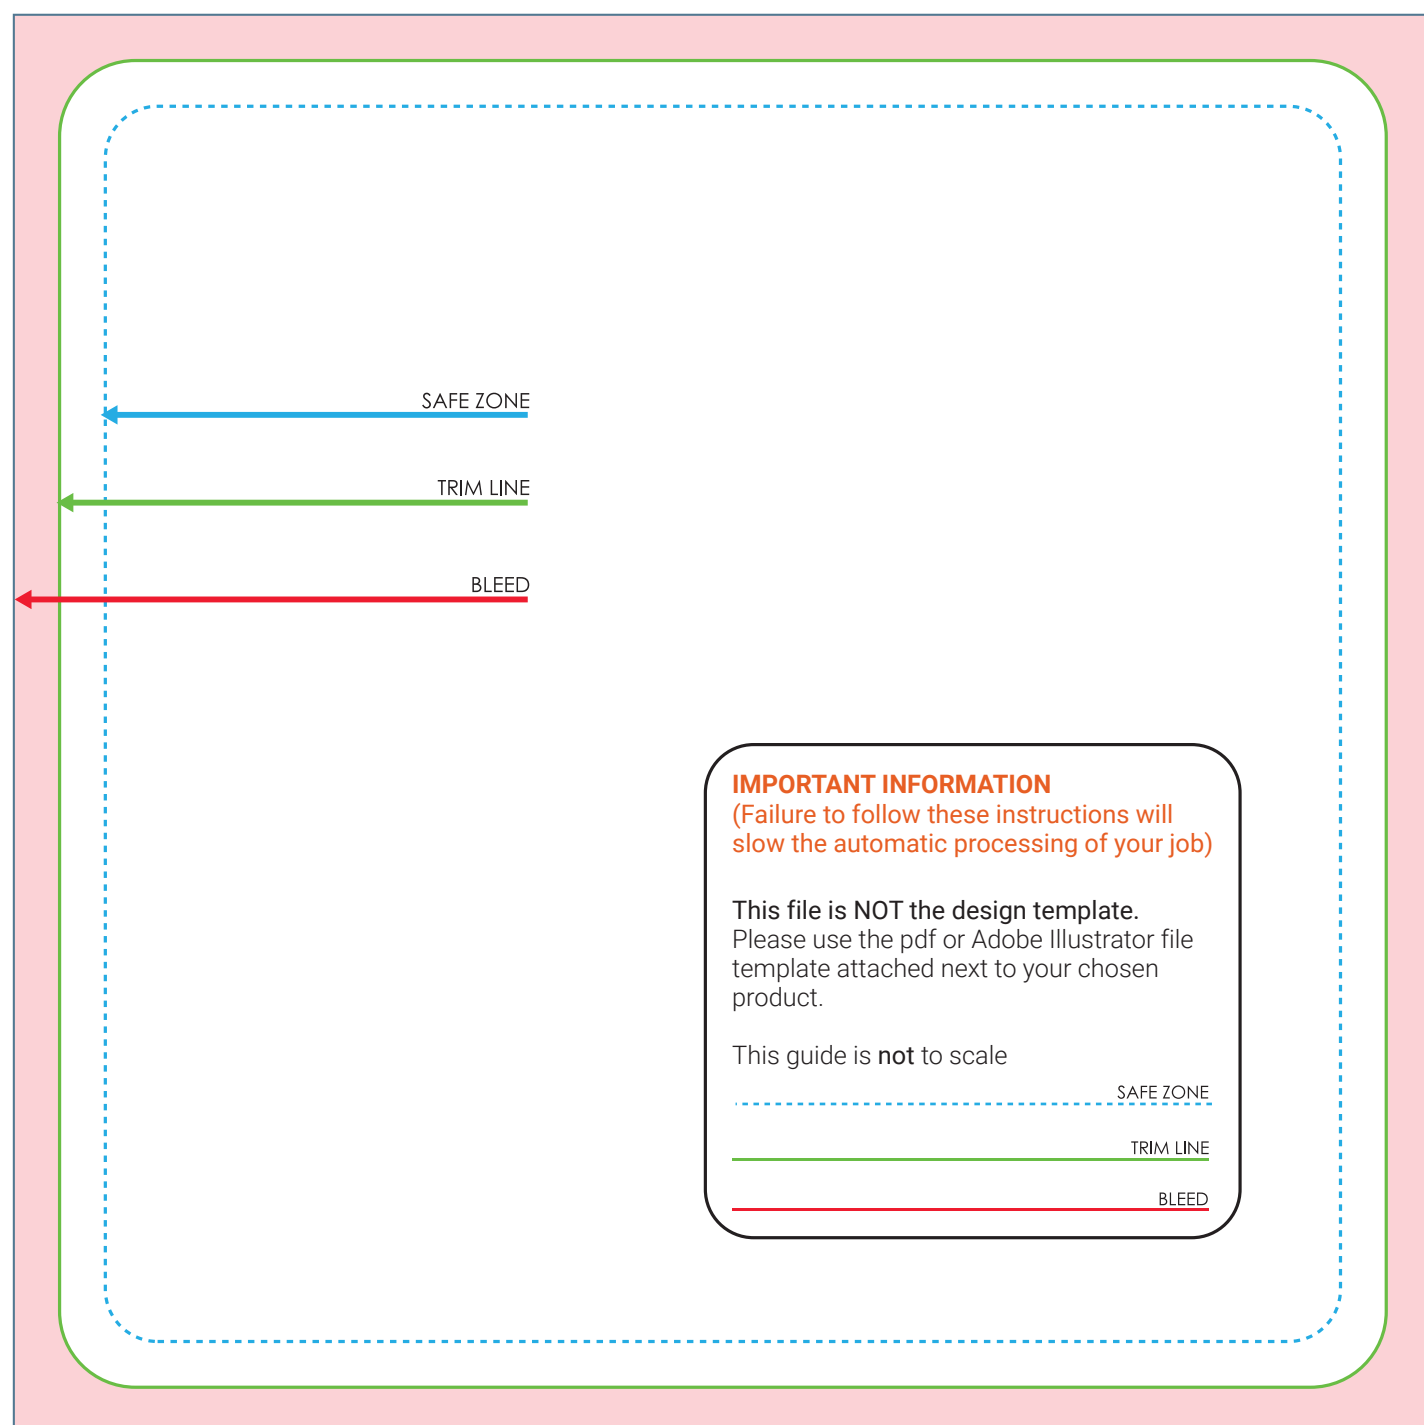 SAFE ZONE
TRIM LINE
BLEED
IMPORTANT INFORMATION
(Failure to follow these instructions will
slow the automatic processing of your job)
This file is NOT the design template.
Please use the pdf or Adobe Illustrator file
template attached next to your chosen
product.
This guide is not to scale
SAFE ZONE
TRIM LINE
BLEED